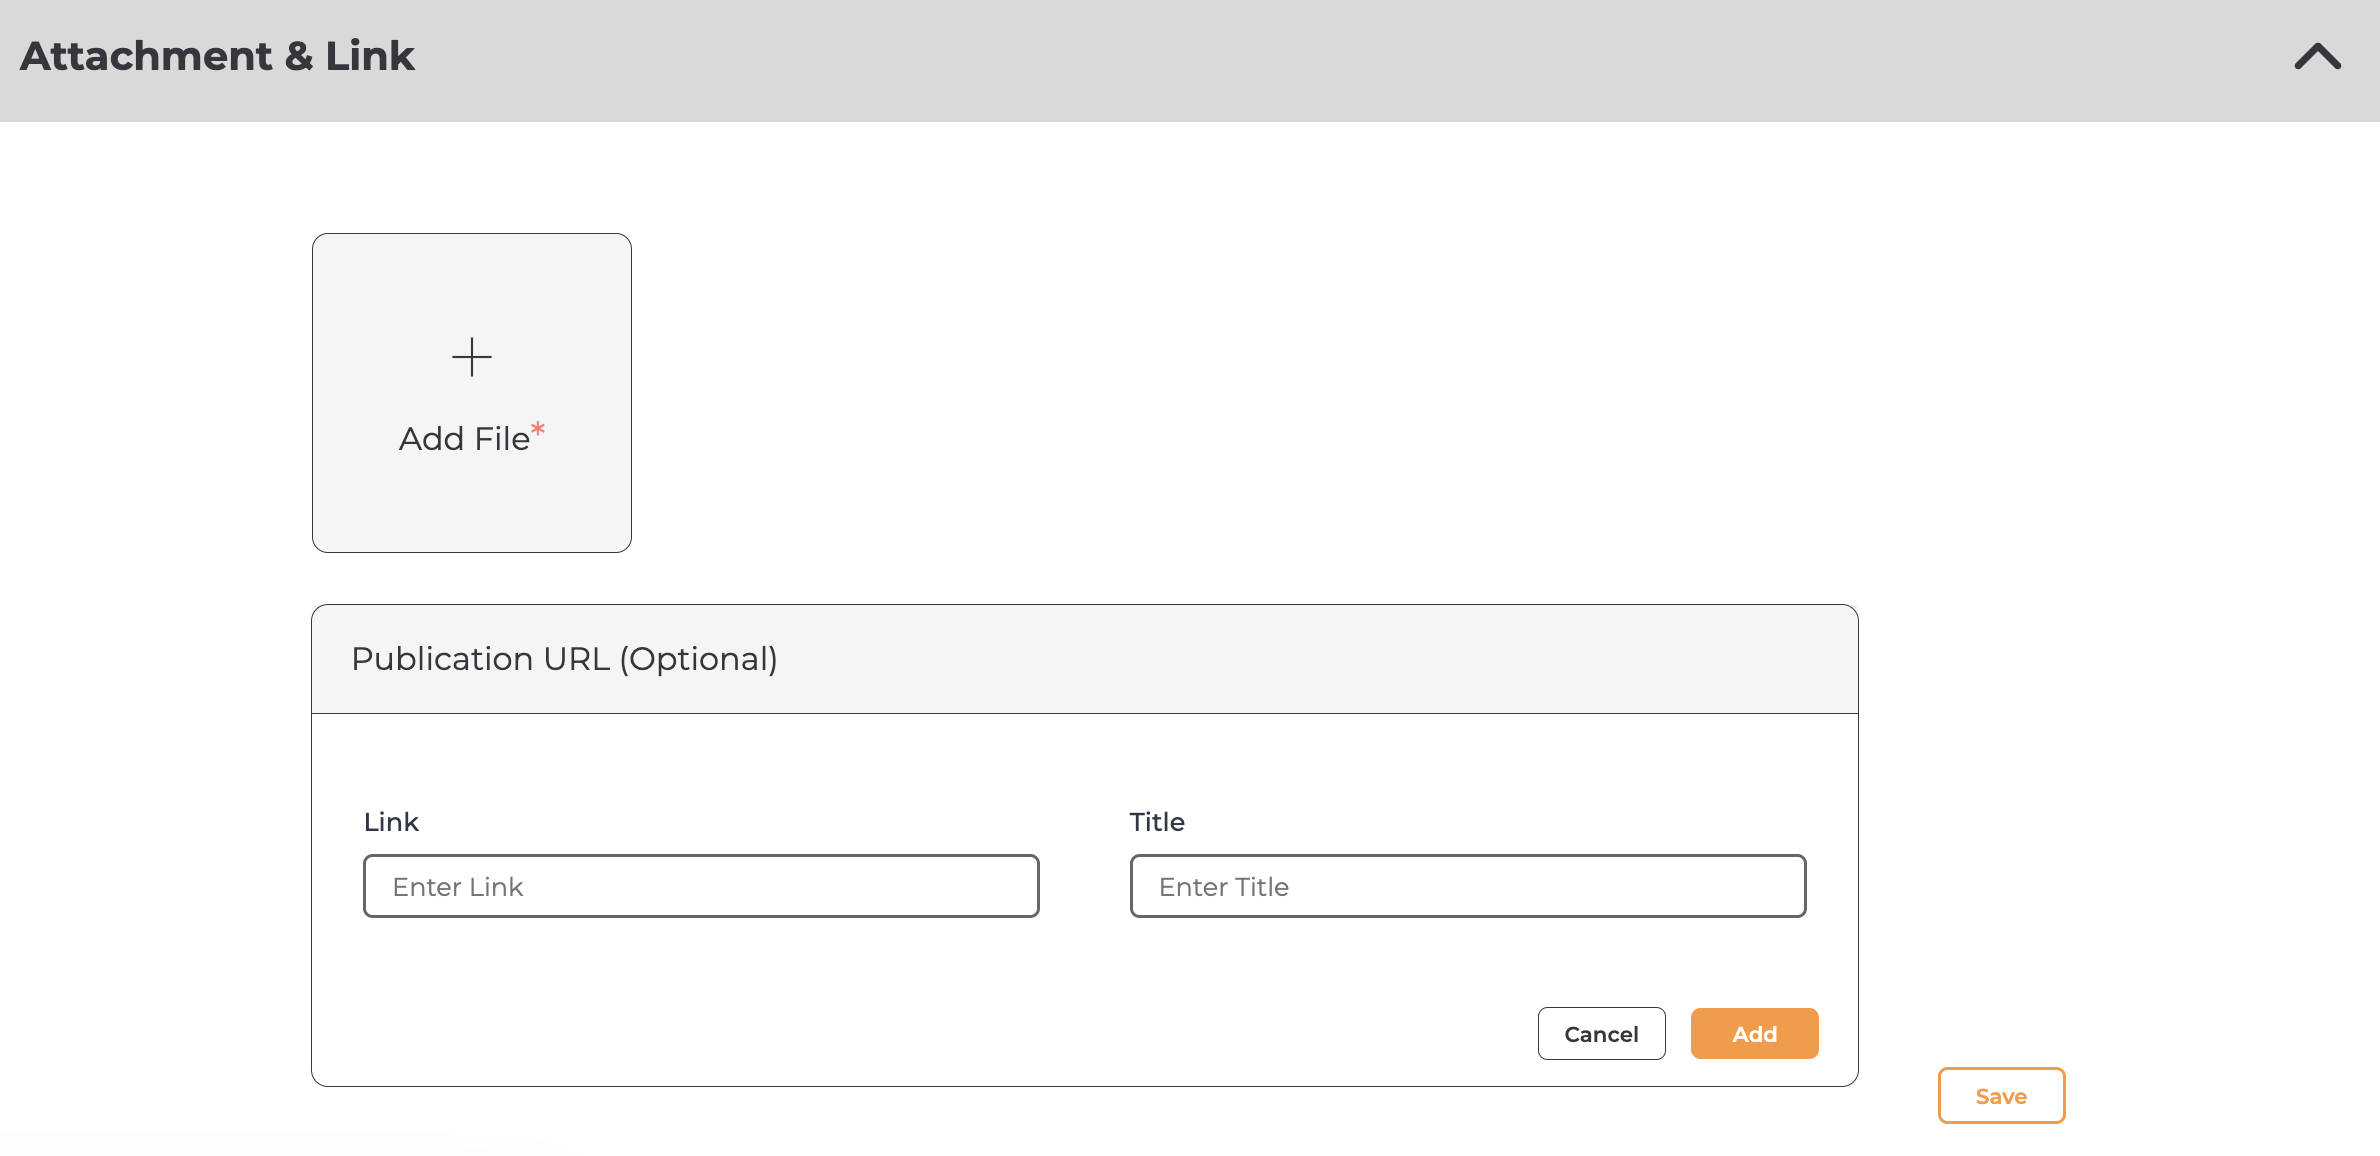 Attachment & Link
Add File*
Publication URL (Optional)
Link
Title
Enter Link
Enter Title
Cancel
Add
Save